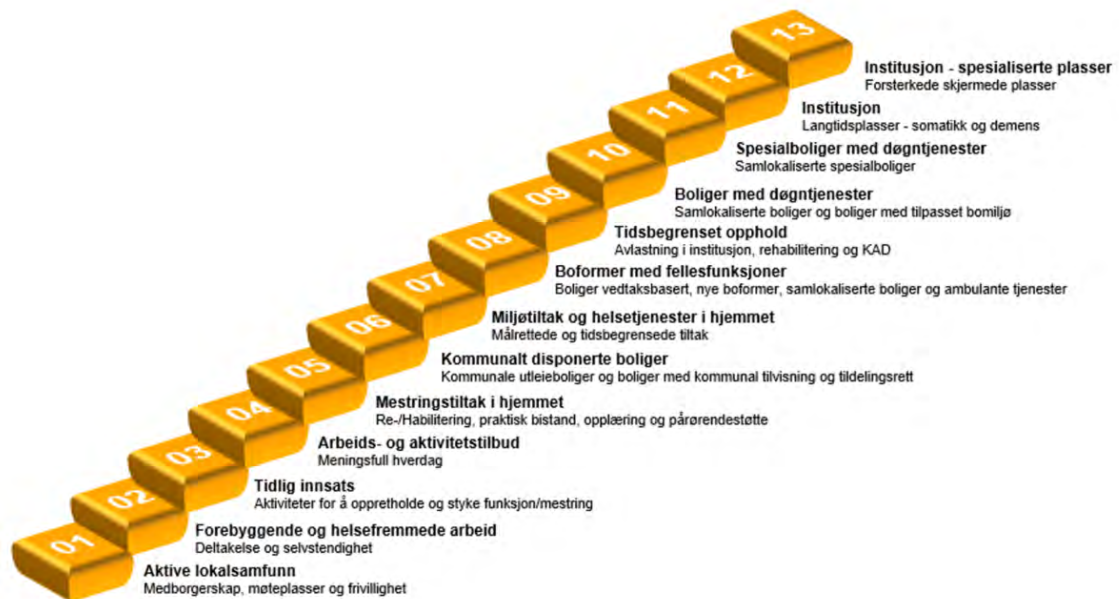 13
Institusjon - spesialiserte plasser
Forsterkede skjermede plasser
12
Institusjon
Langtidsplasser - somatikk og demens
11
Spesialboliger med døgntjenester
Samlokaliserte spesialboliger
10
Boliger med døgntjenester
Samlokaliserte boliger og boliger med tilpasset bomiljø
09
Tidsbegrenset opphold
Avlastning i institusjon, rehabilitering og KAD
08
Boformer med fellesfunksjoner
Boliger vedtaksbasert, nye boformer, samlokaliserte boliger og ambulante tjenester
07
Miljøtiltak og helsetjenester i hjemmet
Målrettede og tidsbegrensede tiltak
06
Kommunalt disponerte boliger
Kommunale utleieboliger og boliger med kommunal tilvisning og tildelingsrett
05
Mestringstiltak i hjemmet
Re-/Habilitering, praktisk bistand, opplæring og pårørendestøtte
04
Arbeids- og aktivitetstilbud
Meningsfull hverdag
03
Tidlig innsats
Aktiviteter for å oppretholde og styke funksjon/mestring
02
Forebyggende og helsefremmede arbeid
Deltakelse og selvstendighet
01
Aktive lokalsamfunn
Medborgerskap, møteplasser og frivillighet